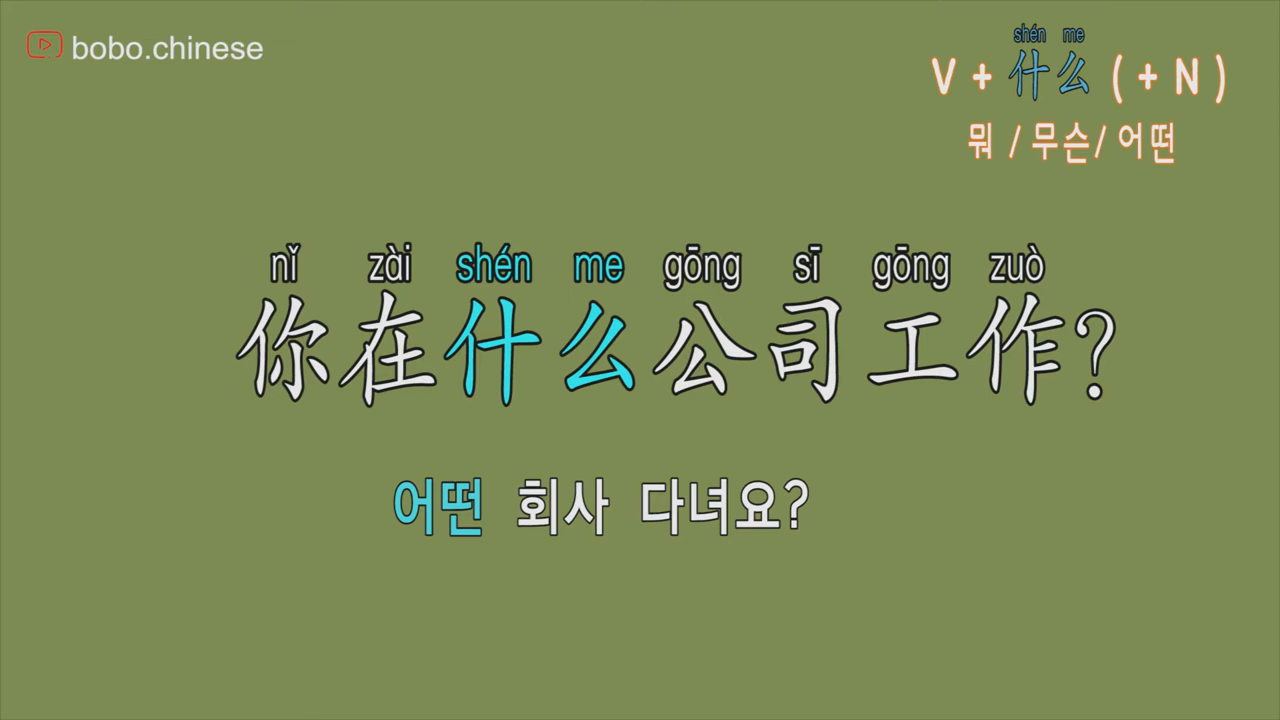 bobo.chinese
shén me
V + 什么 ( + N )
뭐 / 무슨 / 어떤
nǐ zài shén me gōng sī gōng zuò
你在什么公司工作?
어떤 회사 다녀요?